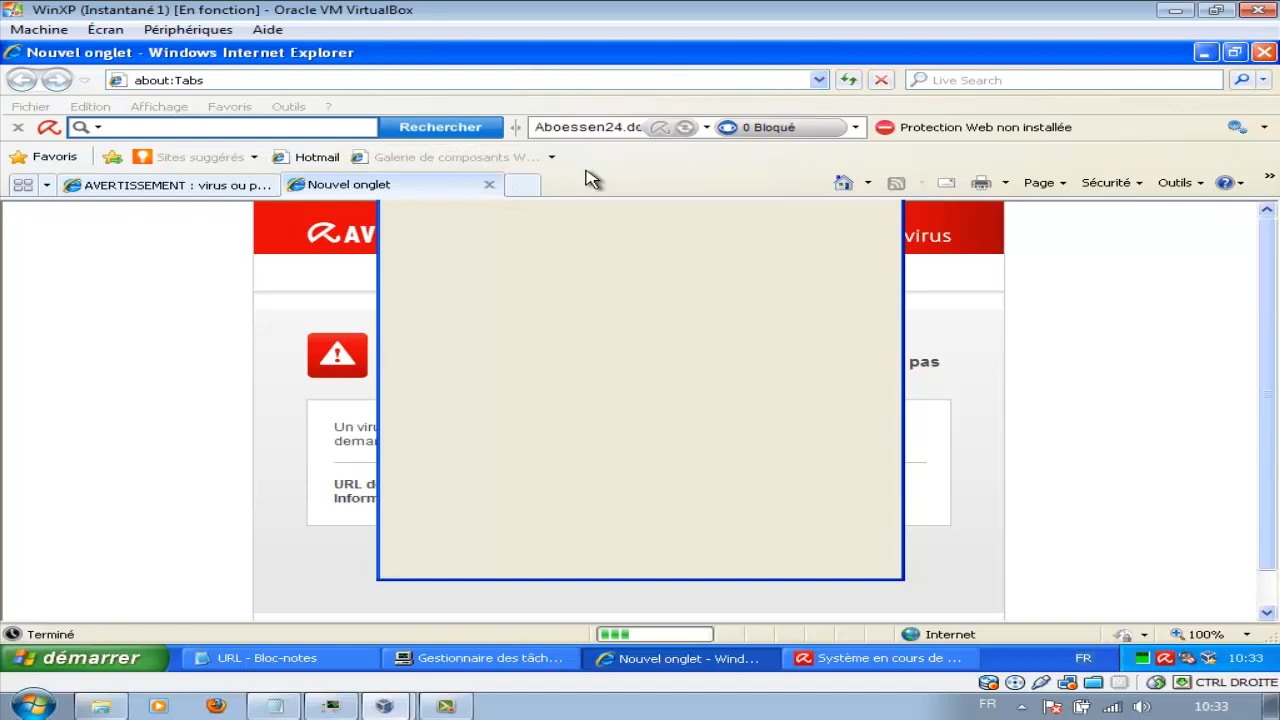 WinXP (Instantané 1) [En fonction] - Oracle VM VirtualBox
Machine Écran Périphériques Aide
Nouvel onglet - Windows Internet Explorer
about:Tabs
Live Search
Fichier Edition Affichage Favoris Outils ?
Rechercher
Aboessen24.dc
0 Bloqué
Protection Web non installée
Favoris
Sites suggérés
Hotmail
Galerie de composants W...
AVERTISSEMENT : virus ou p...
Nouvel onglet
Page
Sécurité
Outils
AV
virus
pas
Un viru
deman
URL de
Inform
Terminé
Internet
100%
démarrer
URL - Bloc-notes
Gestionnaire des tâch...
Nouvel onglet - Wind...
Système en cours de ...
FR
10:33
CTRL DROITE
FR
10:33